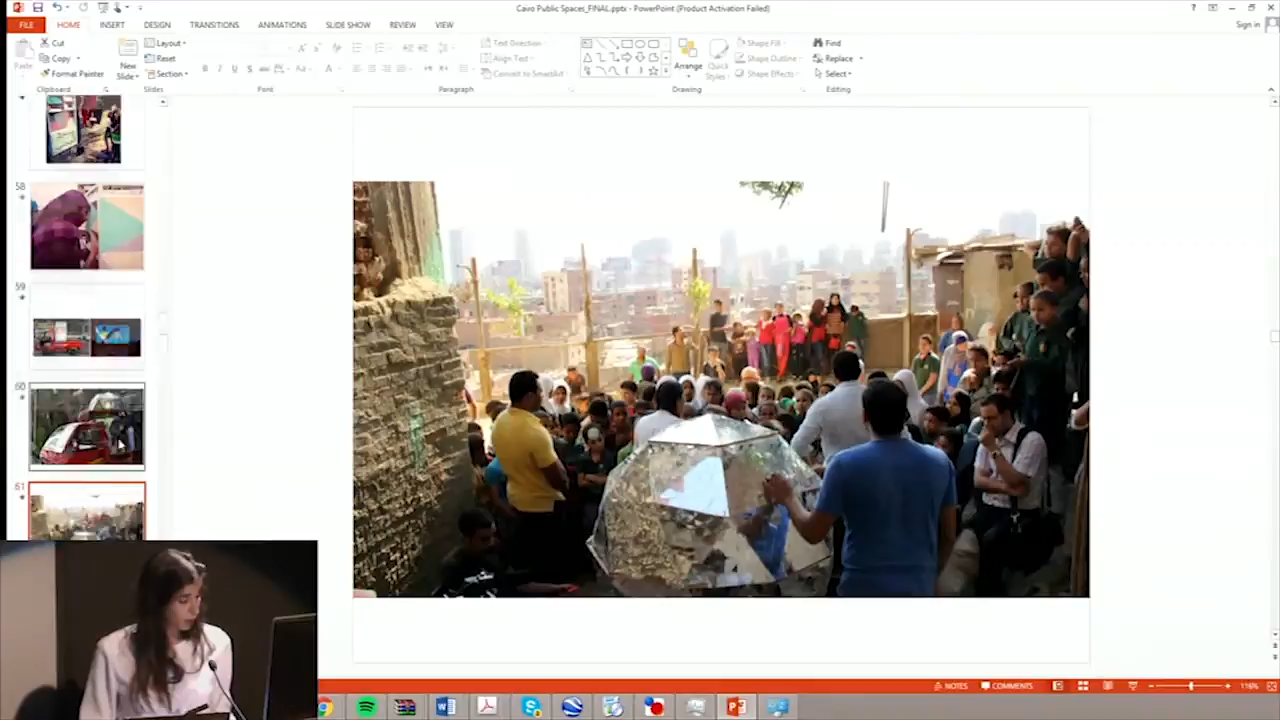 Cairo Public Spaces_FINAL.pptx - PowerPoint (Product Activation Failed)
FILE HOME INSERT DESIGN TRANSITIONS ANIMATIONS SLIDE SHOW REVIEW VIEW Sign in
Cut Layout Text Direction Shape Fill Find
Copy Reset Align Text Shape Outline Replace
Paste Format Painter New Slide Section Convert to SmartArt Arrange Quick Styles Shape Effects Select
Clipboard Slides Font Paragraph Drawing Editing
58
59
60
61
NOTES COMMENTS 116%